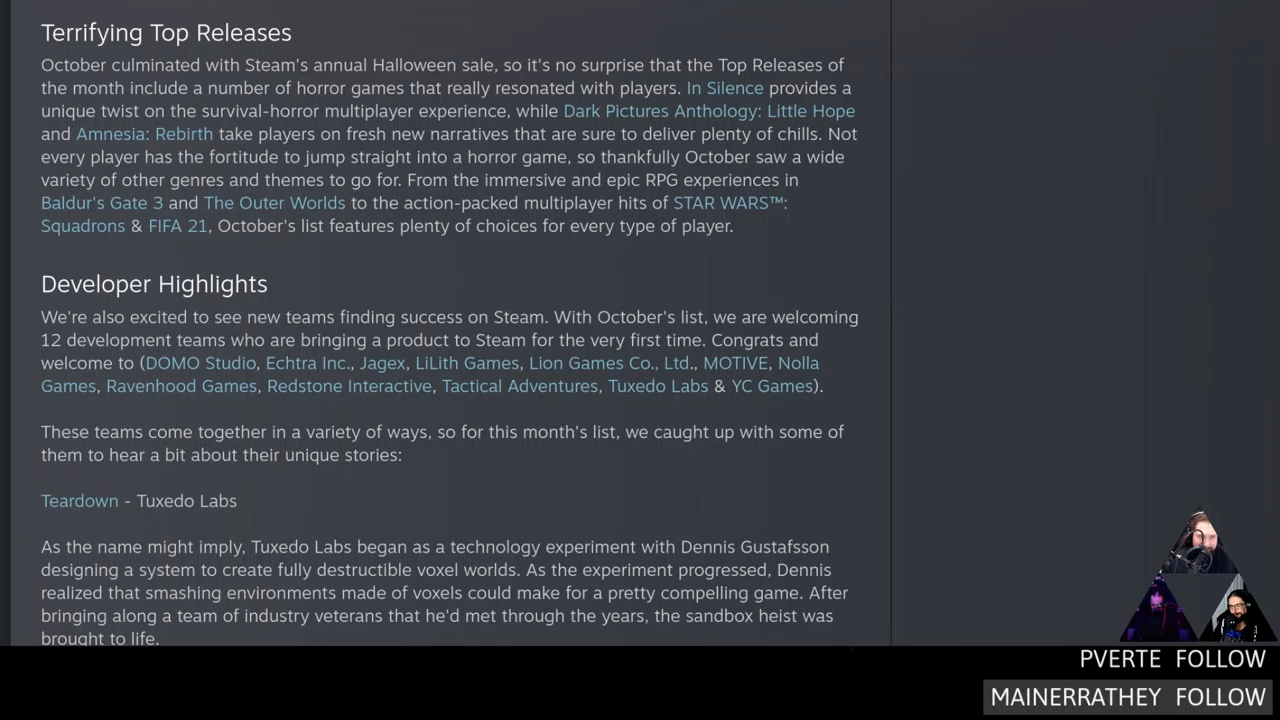 Terrifying Top Releases
October culminated with Steam's annual Halloween sale, so it's no surprise that the Top Releases of
the month include a number of horror games that really resonated with players. In Silence provides a
unique twist on the survival-horror multiplayer experience, while Dark Pictures Anthology: Little Hope
and Amnesia: Rebirth take players on fresh new narratives that are sure to deliver plenty of chills. Not
every player has the fortitude to jump straight into a horror game, so thankfully October saw a wide
variety of other genres and themes to go for. From the immersive and epic RPG experiences in
Baldur's Gate 3 and The Outer Worlds to the action-packed multiplayer hits of STAR WARS™:
Squadrons & FIFA 21, October's list features plenty of choices for every type of player.
Developer Highlights
We're also excited to see new teams finding success on Steam. With October's list, we are welcoming
12 development teams who are bringing a product to Steam for the very first time. Congrats and
welcome to (DOMO Studio, Echtra Inc., Jagex, LiLith Games, Lion Games Co., Ltd., MOTIVE, Nolla
Games, Ravenhood Games, Redstone Interactive, Tactical Adventures, Tuxedo Labs & YC Games).
These teams come together in a variety of ways, so for this month's list, we caught up with some of
them to hear a bit about their unique stories:
Teardown - Tuxedo Labs
As the name might imply, Tuxedo Labs began as a technology experiment with Dennis Gustafsson
designing a system to create fully destructible voxel worlds. As the experiment progressed, Dennis
realized that smashing environments made of voxels could make for a pretty compelling game. After
bringing along a team of industry veterans that he'd met through the years, the sandbox heist was
brought to life.
PVERTE FOLLOW
MAINERRATHEY FOLLOW